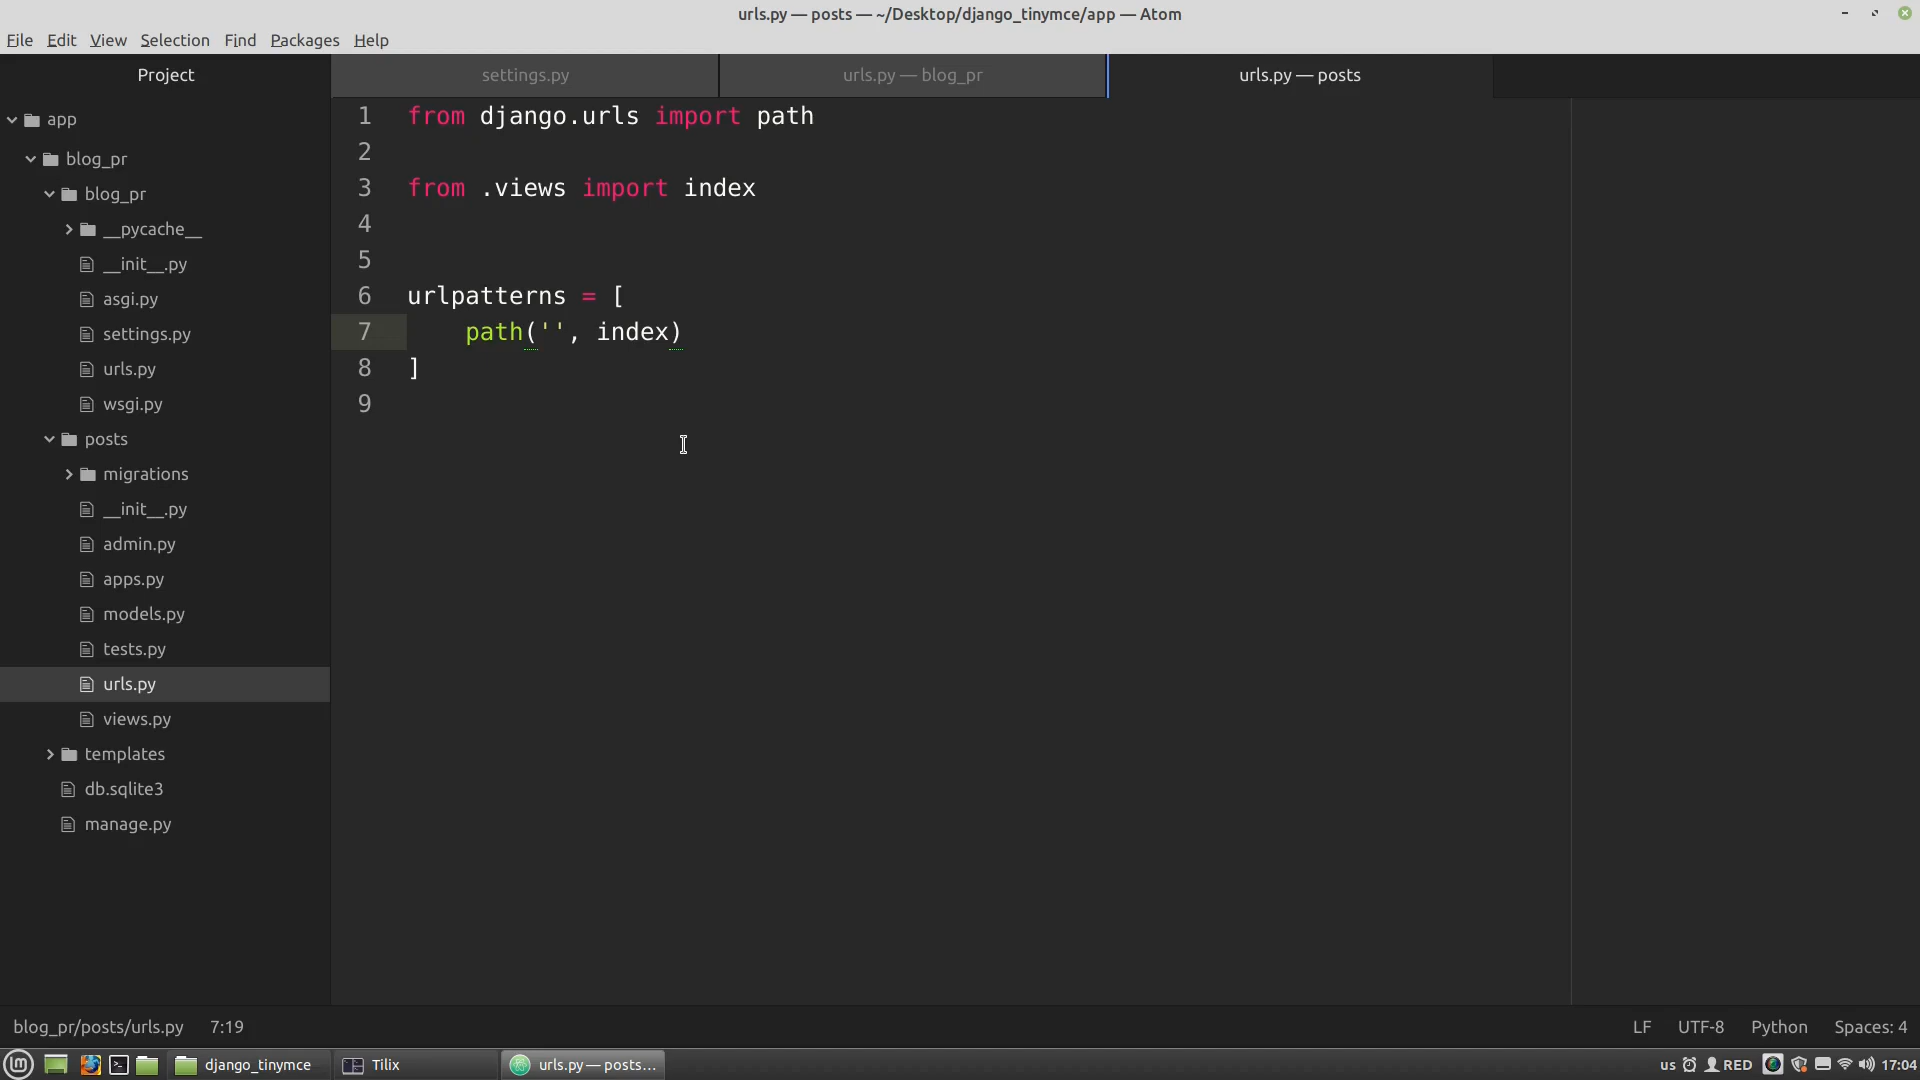 urls.py — posts — ~/Desktop/django_tinymce/app — Atom
File Edit View Selection Find Packages Help
Project
settings.py
urls.py — blog_pr
urls.py — posts
app
blog_pr
blog_pr
__pycache__
__init__.py
asgi.py
settings.py
urls.py
wsgi.py
posts
migrations
__init__.py
admin.py
apps.py
models.py
tests.py
urls.py
views.py
templates
db.sqlite3
manage.py
1 from django.urls import path
2
3 from .views import index
4
5
6 urlpatterns = [
7     path('', index)
8 ]
9
blog_pr/posts/urls.py 7:19
LF UTF-8 Python Spaces: 4
django_tinymce
Tilix
urls.py — posts...
us RED 17:04